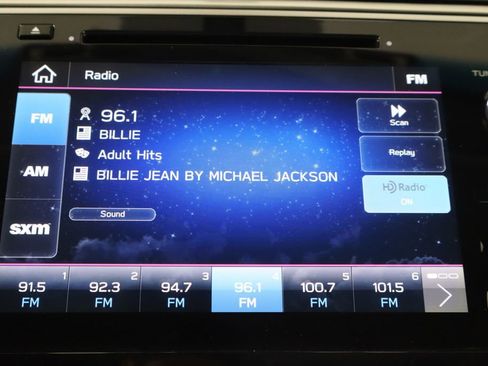 Radio FM TUN
FM 96.1 Scan
BILLIE
Adult Hits Replay
AM BILLIE JEAN BY MICHAEL JACKSON
HD Radio
ON
sxm Sound
1 2 3 4 5 6
91.5 92.3 94.7 96.1 100.7 101.5
FM FM FM FM FM FM